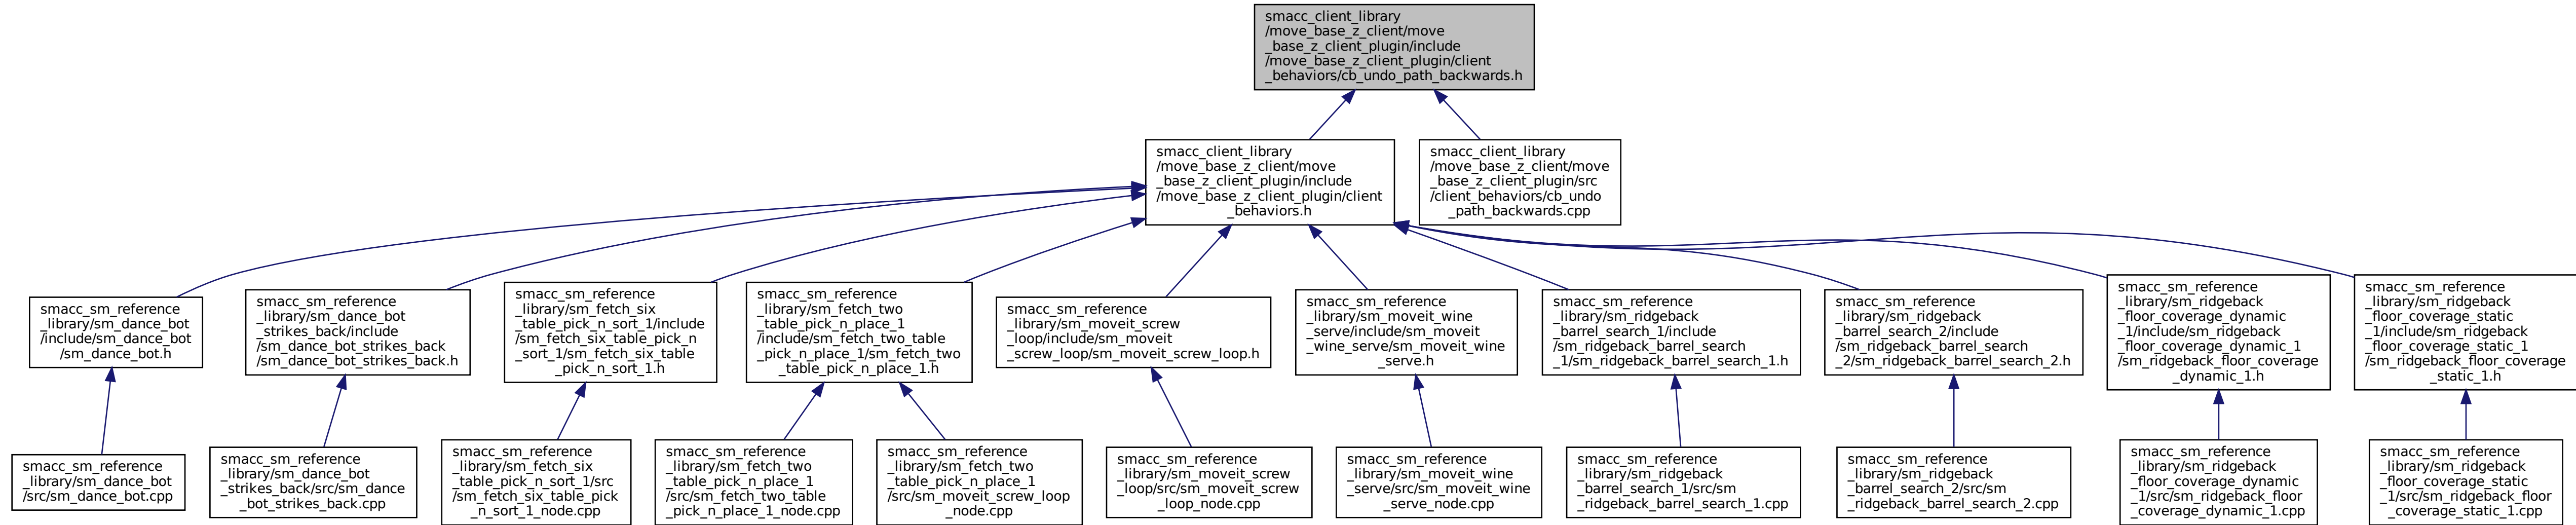 smacc_client_library
/move_base_z_client/move
_base_z_client_plugin/include
/move_base_z_client_plugin/client
_behaviors/cb_undo_path_backwards.h
smacc_client_library
/move_base_z_client/move
_base_z_client_plugin/include
/move_base_z_client_plugin/client
_behaviors.h
smacc_client_library
/move_base_z_client/move
_base_z_client_plugin/src
/client_behaviors/cb_undo
_path_backwards.cpp
smacc_sm_reference
_library/sm_dance_bot
/include/sm_dance_bot
/sm_dance_bot.h
smacc_sm_reference
_library/sm_dance_bot
_strikes_back/include
/sm_dance_bot_strikes_back
/sm_dance_bot_strikes_back.h
smacc_sm_reference
_library/sm_fetch_six
_table_pick_n_sort_1/include
/sm_fetch_six_table_pick_n
_sort_1/sm_fetch_six_table
_pick_n_sort_1.h
smacc_sm_reference
_library/sm_fetch_two
_table_pick_n_place_1
/include/sm_fetch_two_table
_pick_n_place_1/sm_fetch_two
_table_pick_n_place_1.h
smacc_sm_reference
_library/sm_moveit_screw
_loop/include/sm_moveit
_screw_loop/sm_moveit_screw_loop.h
smacc_sm_reference
_library/sm_moveit_wine
_serve/include/sm_moveit
_wine_serve/sm_moveit_wine
_serve.h
smacc_sm_reference
_library/sm_ridgeback
_barrel_search_1/include
/sm_ridgeback_barrel_search
_1/sm_ridgeback_barrel_search_1.h
smacc_sm_reference
_library/sm_ridgeback
_barrel_search_2/include
/sm_ridgeback_barrel_search
_2/sm_ridgeback_barrel_search_2.h
smacc_sm_reference
_library/sm_ridgeback
_floor_coverage_dynamic
_1/include/sm_ridgeback
_floor_coverage_dynamic_1
/sm_ridgeback_floor_coverage
_dynamic_1.h
smacc_sm_reference
_library/sm_ridgeback
_floor_coverage_static
_1/include/sm_ridgeback
_floor_coverage_static_1
/sm_ridgeback_floor_coverage
_static_1.h
smacc_sm_reference
_library/sm_dance_bot
/src/sm_dance_bot.cpp
smacc_sm_reference
_library/sm_dance_bot
_strikes_back/src/sm_dance
_bot_strikes_back.cpp
smacc_sm_reference
_library/sm_fetch_six
_table_pick_n_sort_1/src
/sm_fetch_six_table_pick
_n_sort_1_node.cpp
smacc_sm_reference
_library/sm_fetch_two
_table_pick_n_place_1
/src/sm_fetch_two_table
_pick_n_place_1_node.cpp
smacc_sm_reference
_library/sm_fetch_two
_table_pick_n_place_1
/src/sm_moveit_screw_loop
_node.cpp
smacc_sm_reference
_library/sm_moveit_screw
_loop/src/sm_moveit_screw
_loop_node.cpp
smacc_sm_reference
_library/sm_moveit_wine
_serve/src/sm_moveit_wine
_serve_node.cpp
smacc_sm_reference
_library/sm_ridgeback
_barrel_search_1/src/sm
_ridgeback_barrel_search_1.cpp
smacc_sm_reference
_library/sm_ridgeback
_barrel_search_2/src/sm
_ridgeback_barrel_search_2.cpp
smacc_sm_reference
_library/sm_ridgeback
_floor_coverage_dynamic
_1/src/sm_ridgeback_floor
_coverage_dynamic_1.cpp
smacc_sm_reference
_library/sm_ridgeback
_floor_coverage_static
_1/src/sm_ridgeback_floor
_coverage_static_1.cpp